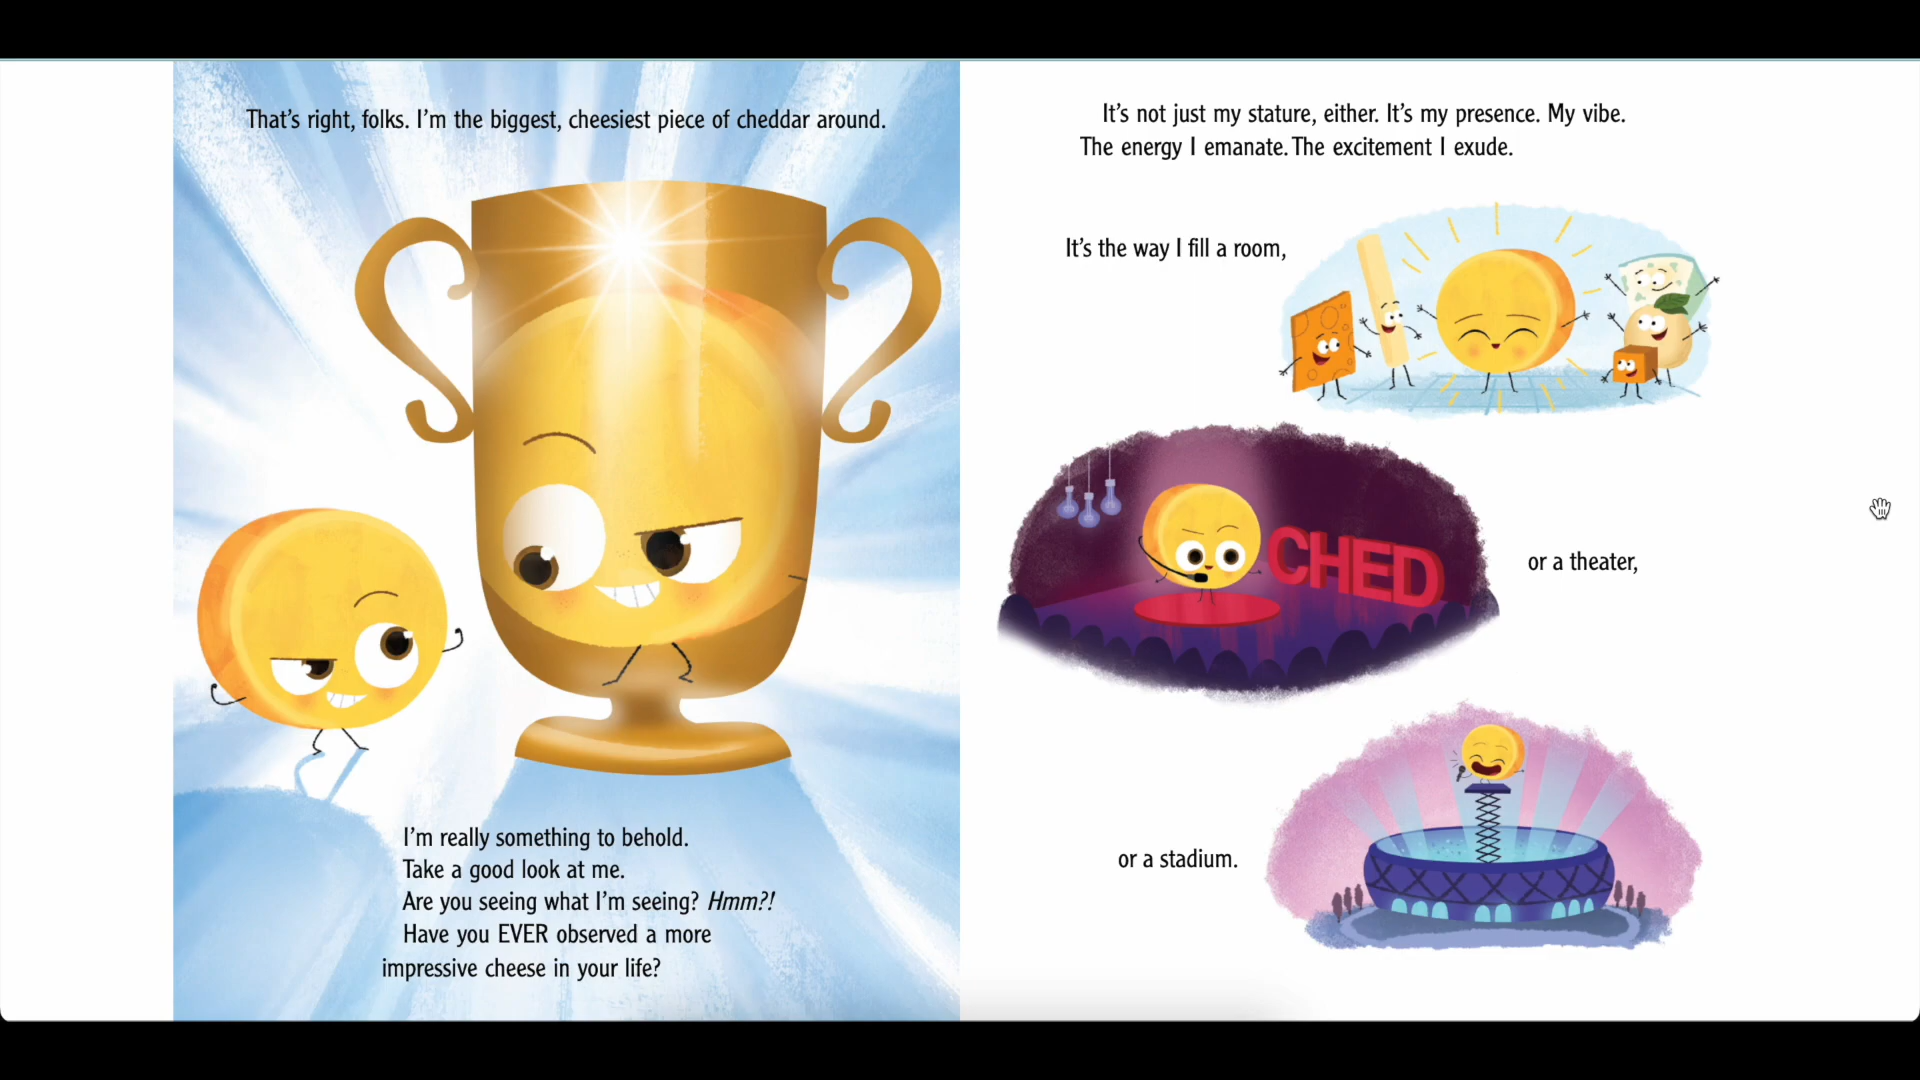 That's right, folks. I'm the biggest, cheesiest piece of cheddar around.
I'm really something to behold.
Take a good look at me.
Are you seeing what I'm seeing? Hmm?!
Have you EVER observed a more
impressive cheese in your life?
It's not just my stature, either. It's my presence. My vibe.
The energy I emanate. The excitement I exude.
It's the way I fill a room,
CHED
or a theater,
or a stadium.